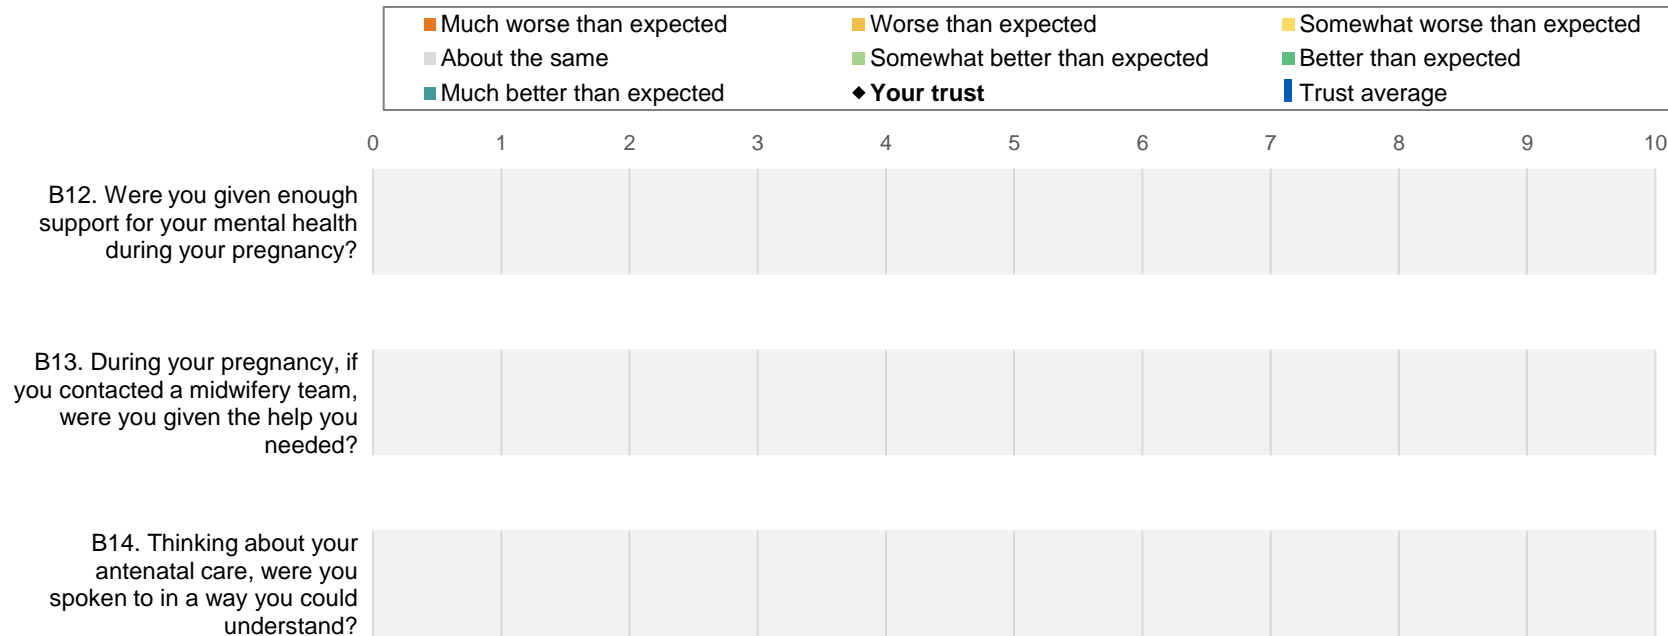 Much worse than expected
Worse than expected
Somewhat worse than expected
About the same
Somewhat better than expected
Better than expected
Much better than expected
Your trust
Trust average
0 1 2 3 4 5 6 7 8 9 10
B12. Were you given enough
support for your mental health
during your pregnancy?
B13. During your pregnancy, if
you contacted a midwifery team,
were you given the help you
needed?
B14. Thinking about your
antenatal care, were you
spoken to in a way you could
understand?